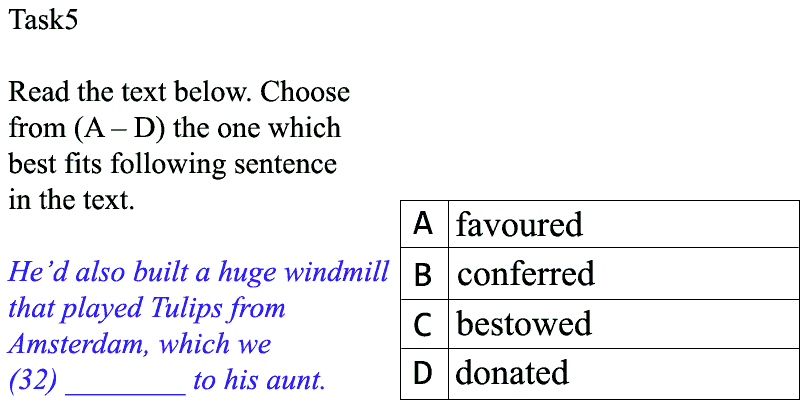 Task5
Read the text below. Choose
from (A – D) the one which
best fits following sentence
in the text.
He’d also built a huge windmill
that played Tulips from
Amsterdam, which we
(32) ________ to his aunt.
A favoured
B conferred
C bestowed
D donated